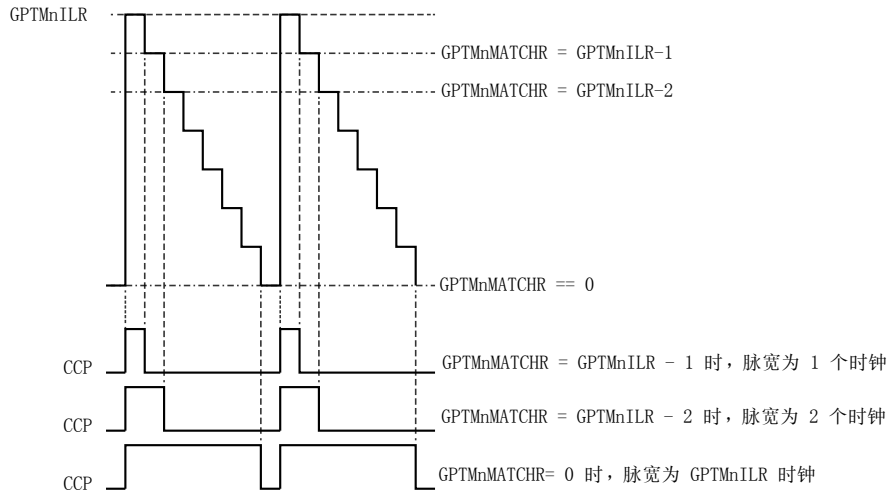 GPTMnILR
GPTMnMATCHR = GPTMnILR-1
GPTMnMATCHR = GPTMnILR-2
GPTMnMATCHR == 0
CCP
GPTMnMATCHR = GPTMnILR - 1 时，脉宽为 1 个时钟
CCP
GPTMnMATCHR = GPTMnILR - 2 时，脉宽为 2 个时钟
CCP
GPTMnMATCHR= 0 时，脉宽为 GPTMnILR 时钟